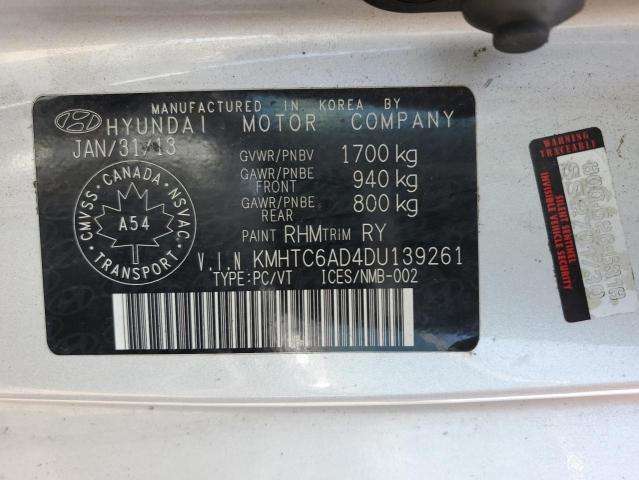 MANUFACTURED IN KOREA BY
HYUNDAI MOTOR COMPANY
JAN/31/13
GVWR/PNBV 1700 kg
GAWR/PNBE FRONT 940 kg
GAWR/PNBE REAR 800 kg
CMVSS. CANADA. NSVAC.
A54
TRANSPORT
PAINT RHM TRIM RY
V.I.N KMHTC6AD4DU139261
TYPE:PC/VT ICES/NMB-002
WARNING
TRACEABLE
SILENT SENTINEL
INVISIBLE VEHICLE SECURITY